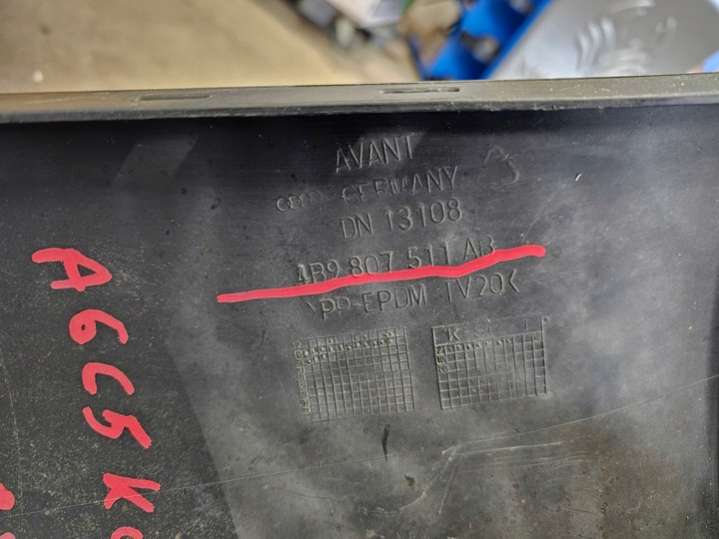 AVANT
GERMANY
DN 13108
4B9 807 511 AB
>PP-EPDM TV20<
A6C5 K